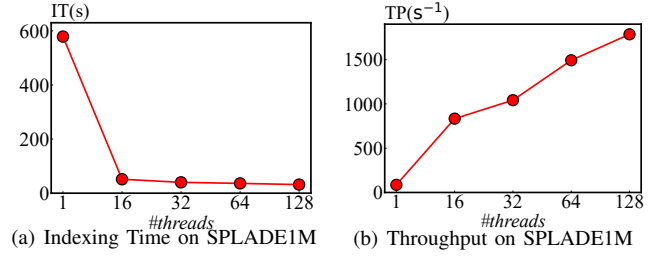 IT(s)
600
400
200
0
1 16 32 64 128
#threads
(a) Indexing Time on SPLADE1M
TP(s⁻¹)
1500
1000
500
0
1 16 32 64 128
#threads
(b) Throughput on SPLADE1M